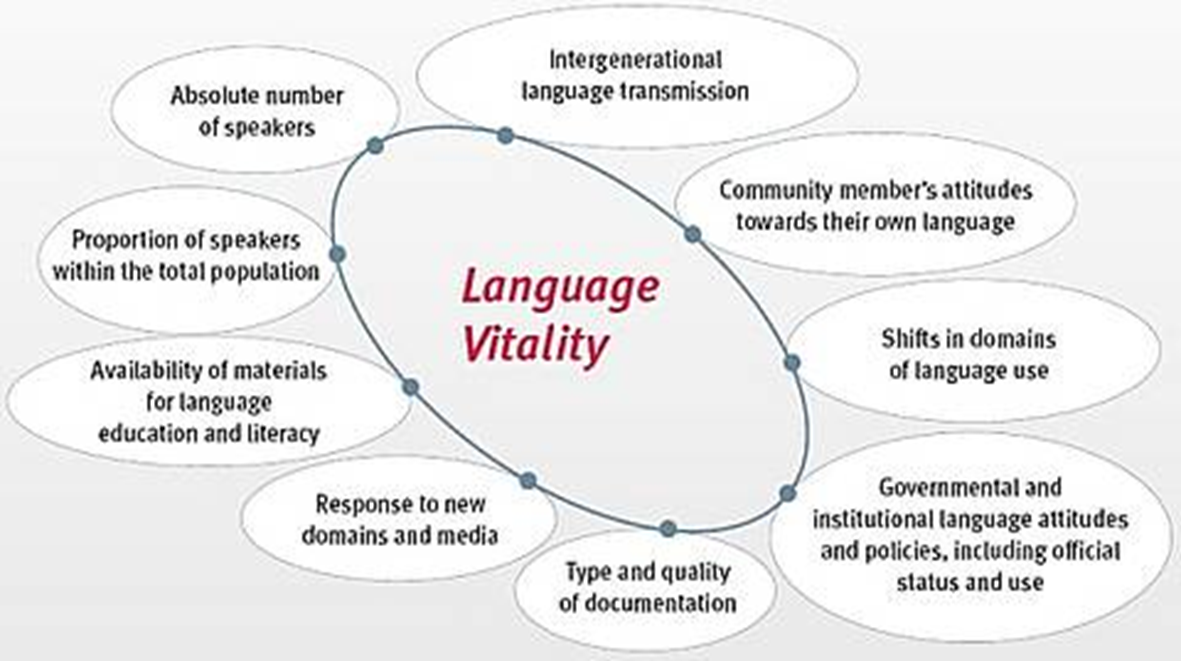 Intergenerational
language transmission
Absolute number
of speakers
Community member's attitudes
towards their own language
Proportion of speakers
within the total population
Language
Vitality
Shifts in domains
of language use
Availability of materials
for language
education and literacy
Governmental and
institutional language attitudes
and policies, including official
status and use
Response to new
domains and media
Type and quality
of documentation